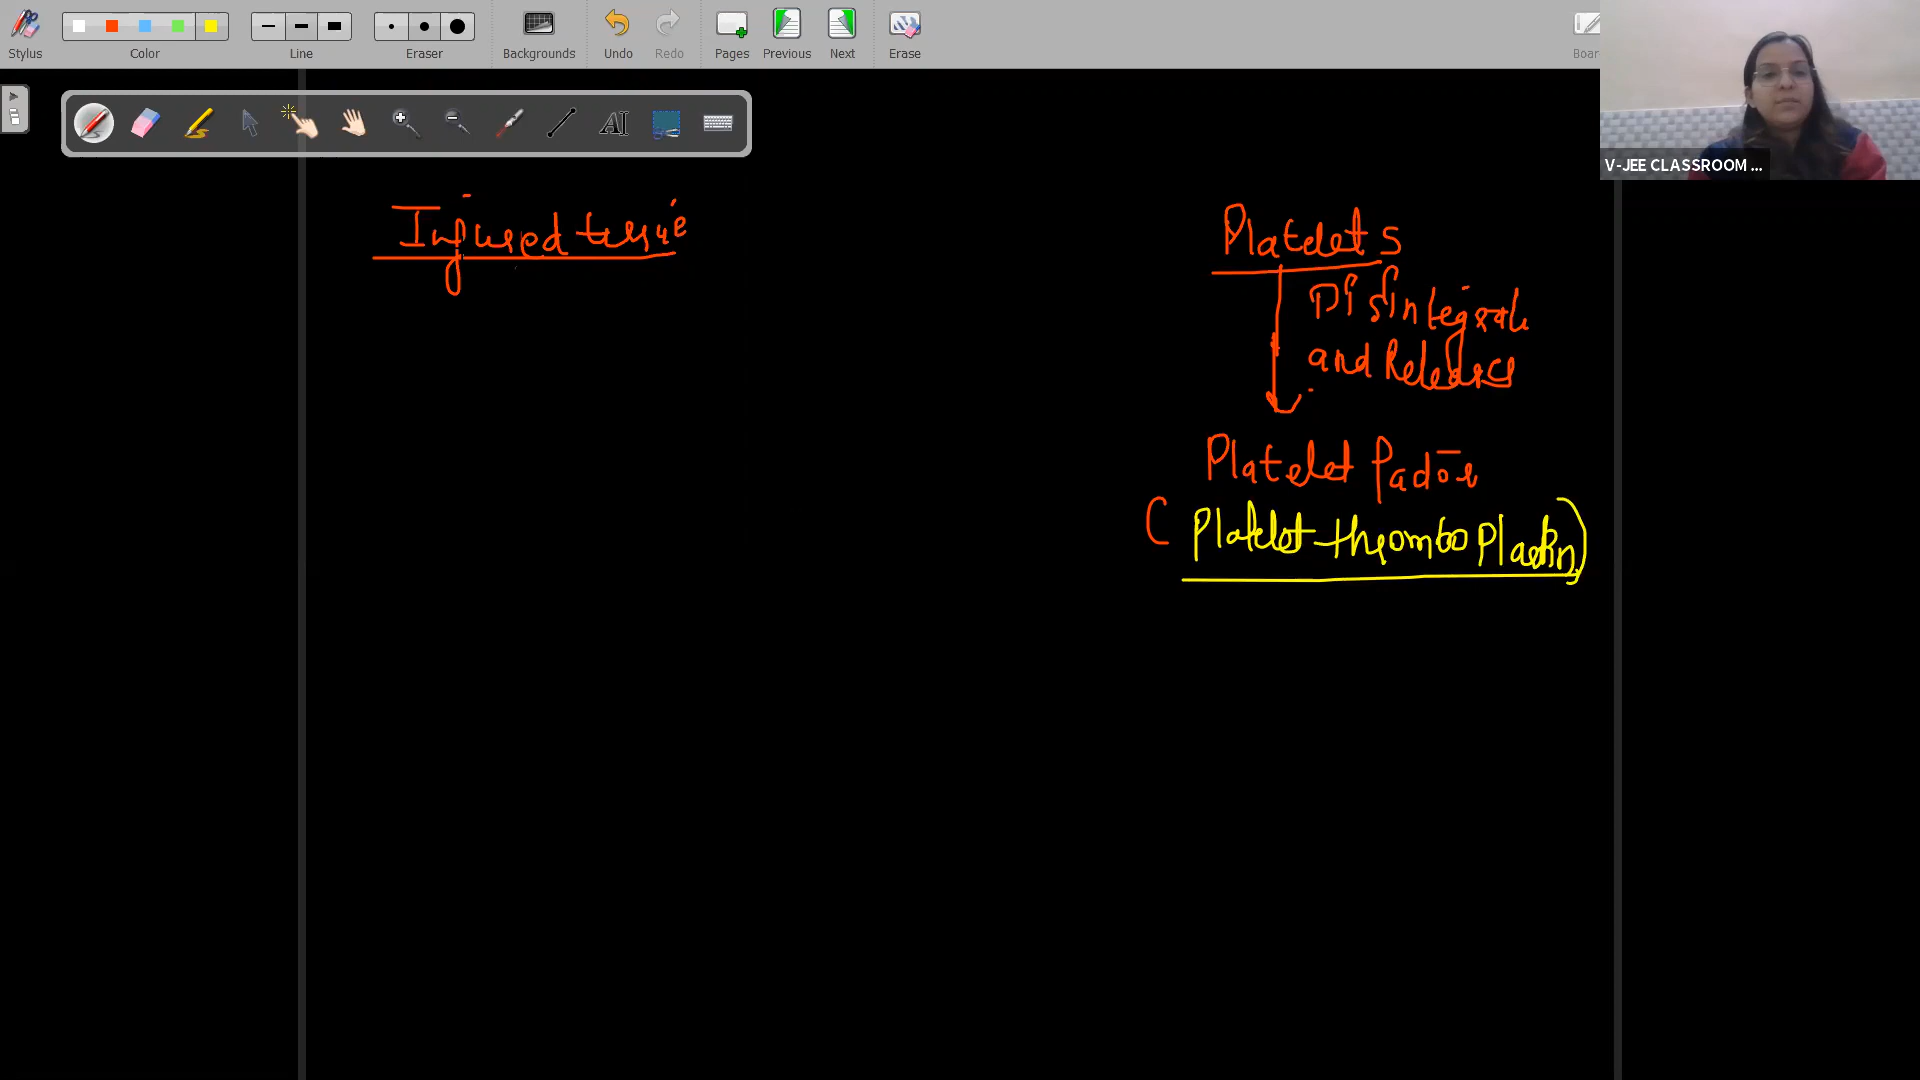 Stylus
Color
Line
Eraser
Backgrounds
Undo
Redo
Pages
Previous
Next
Erase
Boar
V-JEE CLASSROOM ...
Injured tissue
Platelets
Disintegrate
and Releases
Platelet factor
(Platelet thromboplastin)